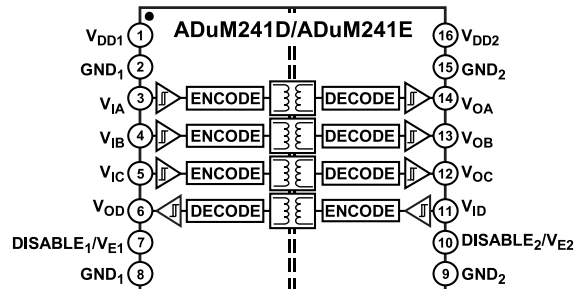 ADuM241D/ADuM241E
VDD1 1 16 VDD2
GND1 2 15 GND2
VIA 3 ENCODE DECODE 14 VOA
VIB 4 ENCODE DECODE 13 VOB
VIC 5 ENCODE DECODE 12 VOC
VOD 6 DECODE ENCODE 11 VID
DISABLE1/VE1 7 10 DISABLE2/VE2
GND1 8 9 GND2